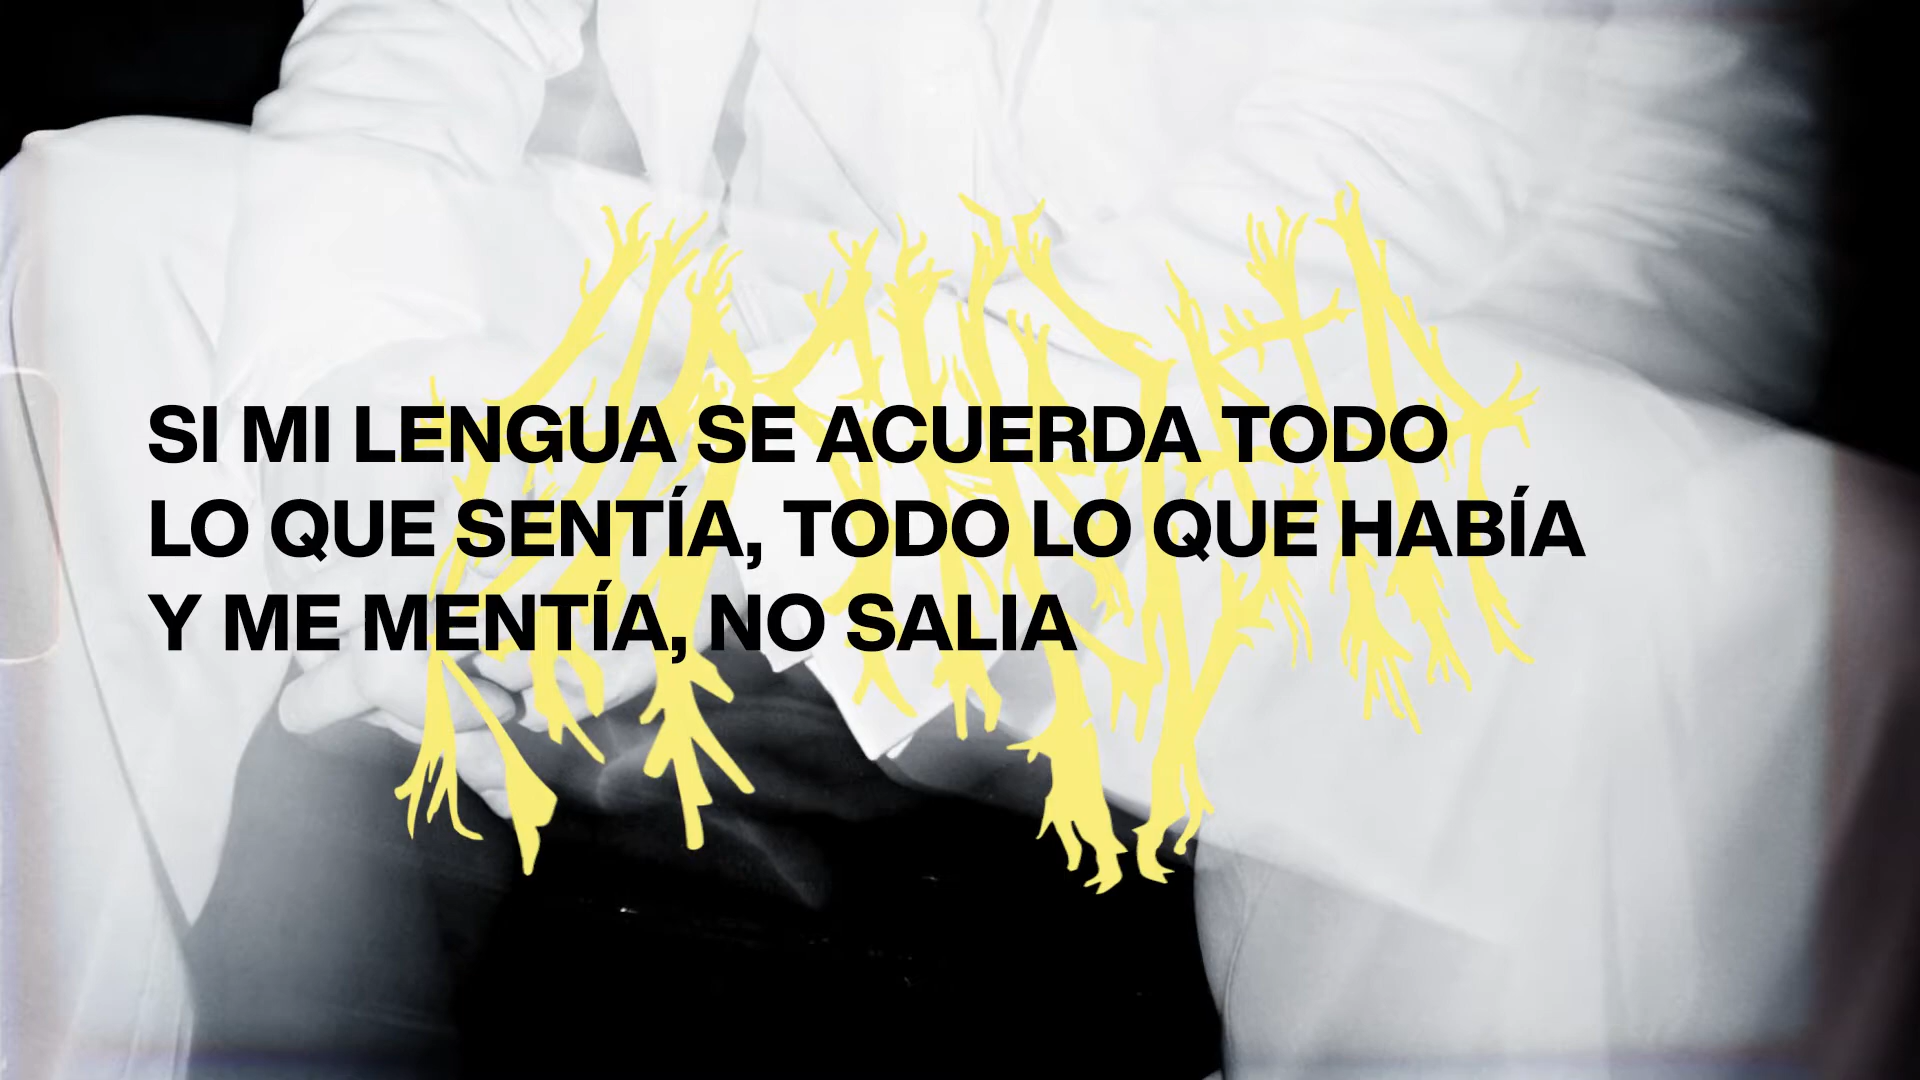 SI MI LENGUA SE ACUERDA TODO
LO QUE SENTÍA, TODO LO QUE HABÍA
Y ME MENTÍA, NO SALIA